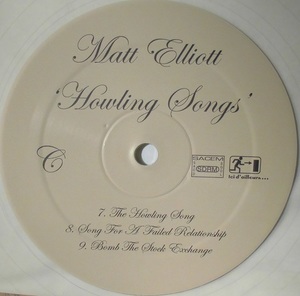 Matt Elliott
'Howling Songs'
C
SACEM
SDRM
ici d'ailleurs...
7. The Howling Song
8. Song For A Failed Relationship
9. Bomb The Stock Exchange